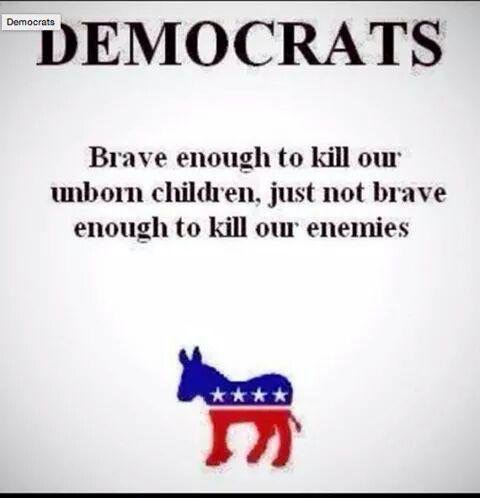 Democrats
DEMOCRATS
Brave enough to kill our
unborn children, just not brave
enough to kill our enemies